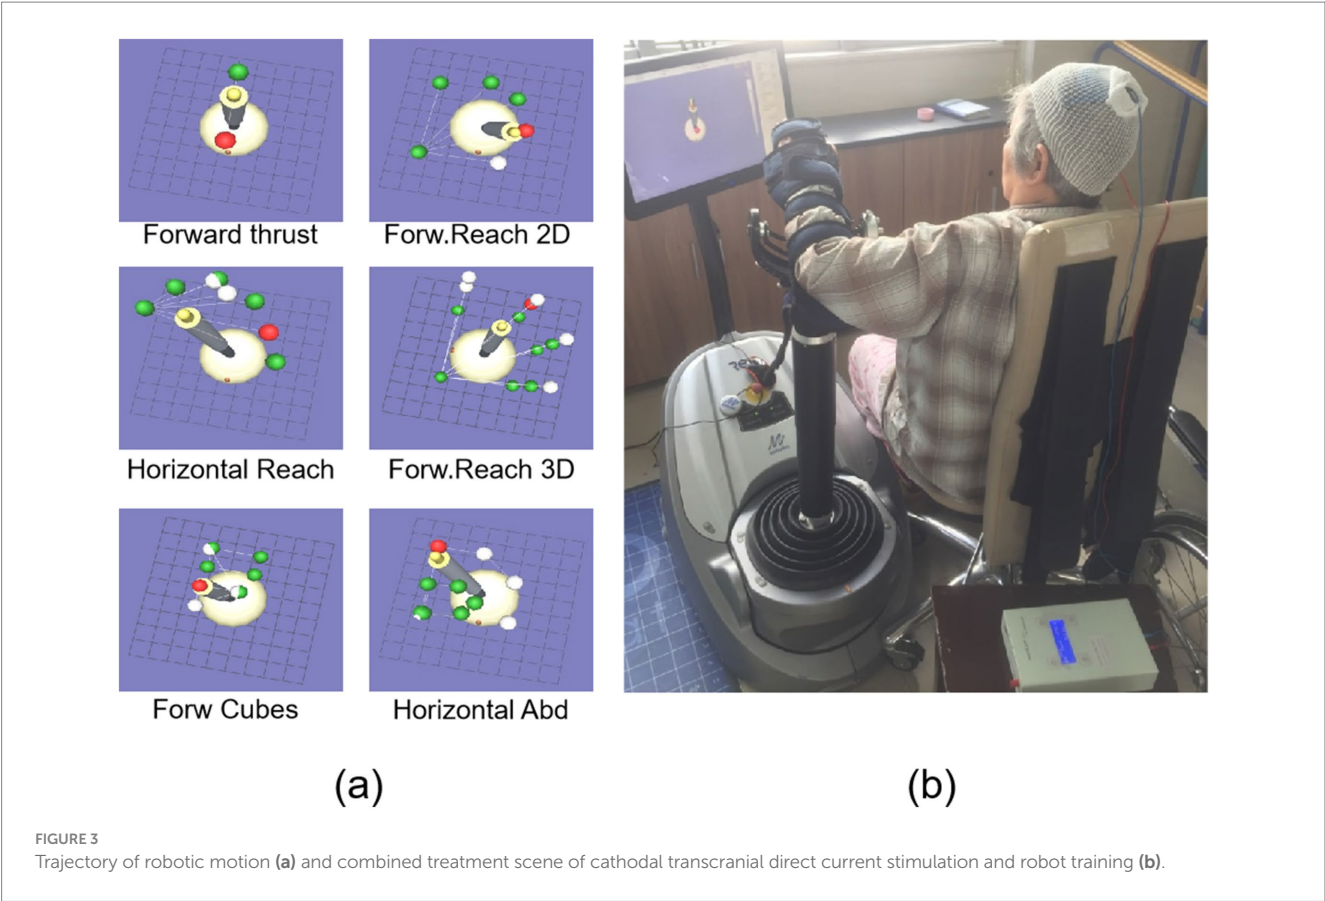 Forward thrust
Forw.Reach 2D
Horizontal Reach
Forw.Reach 3D
Forw Cubes
Horizontal Abd
(a)
(b)
FIGURE 3
Trajectory of robotic motion (a) and combined treatment scene of cathodal transcranial direct current stimulation and robot training (b).